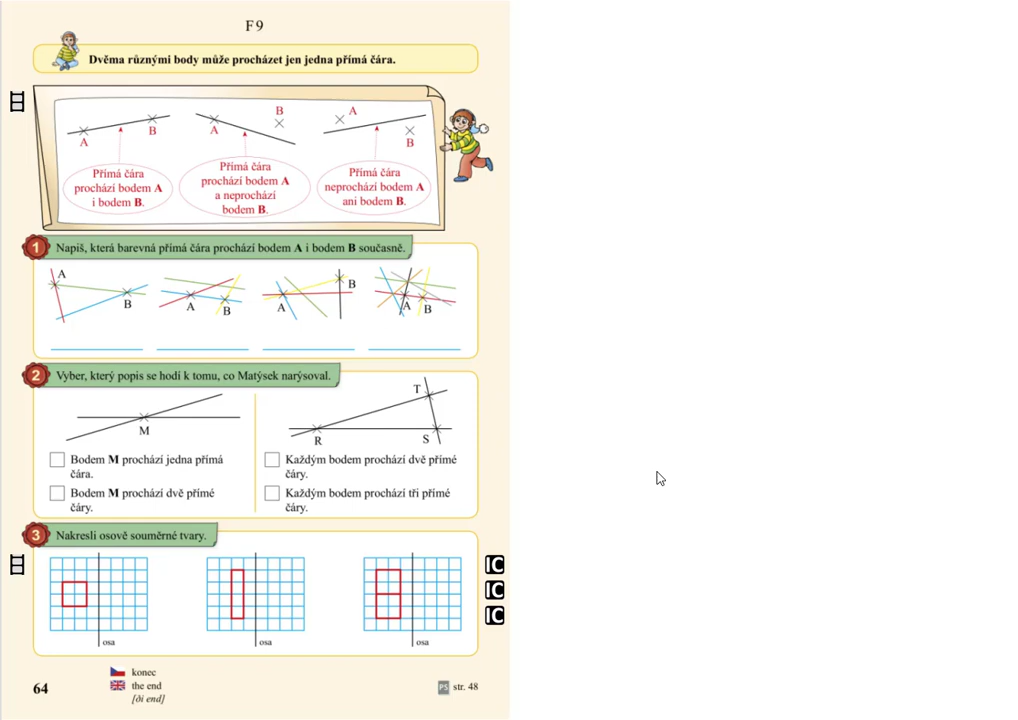 F 9
Dvěma různými body může procházet jen jedna přímá čára.
A
B
A
B
A
B
Přímá čára
prochází bodem A
i bodem B.
Přímá čára
prochází bodem A
a neprochází
bodem B.
Přímá čára
neprochází bodem A
ani bodem B.
1 Napiš, která barevná přímá čára prochází bodem A i bodem B současně.
A
B
A
B
A
B
A
B
2 Vyber, který popis se hodí k tomu, co Matýsek narýsoval.
M
T
R
S
Bodem M prochází jedna přímá
čára.
Bodem M prochází dvě přímé
čáry.
Každým bodem prochází dvě přímé
čáry.
Každým bodem prochází tři přímé
čáry.
3 Nakresli osově souměrné tvary.
IC
IC
IC
osa
osa
osa
konec
the end
[ði end]
64
PS str. 48